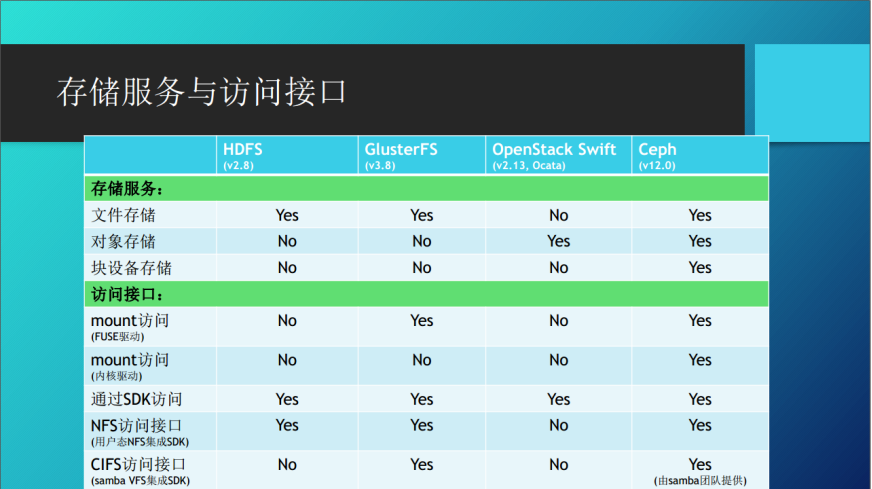 存储服务与访问接口
HDFS GlusterFS OpenStack Swift Ceph
(v2.8) (v3.8) (v2.13, Ocata) (v12.0)
存储服务：
文件存储 Yes Yes No Yes
对象存储 No No Yes Yes
块设备存储 No No No Yes
访问接口：
mount访问 No Yes No Yes
(FUSE驱动)
mount访问 No No No Yes
(内核驱动)
通过SDK访问 Yes Yes Yes Yes
NFS访问接口 Yes Yes No Yes
(用户态NFS集成SDK)
CIFS访问接口 No Yes No Yes
(samba VFS集成SDK) (由samba团队提供)